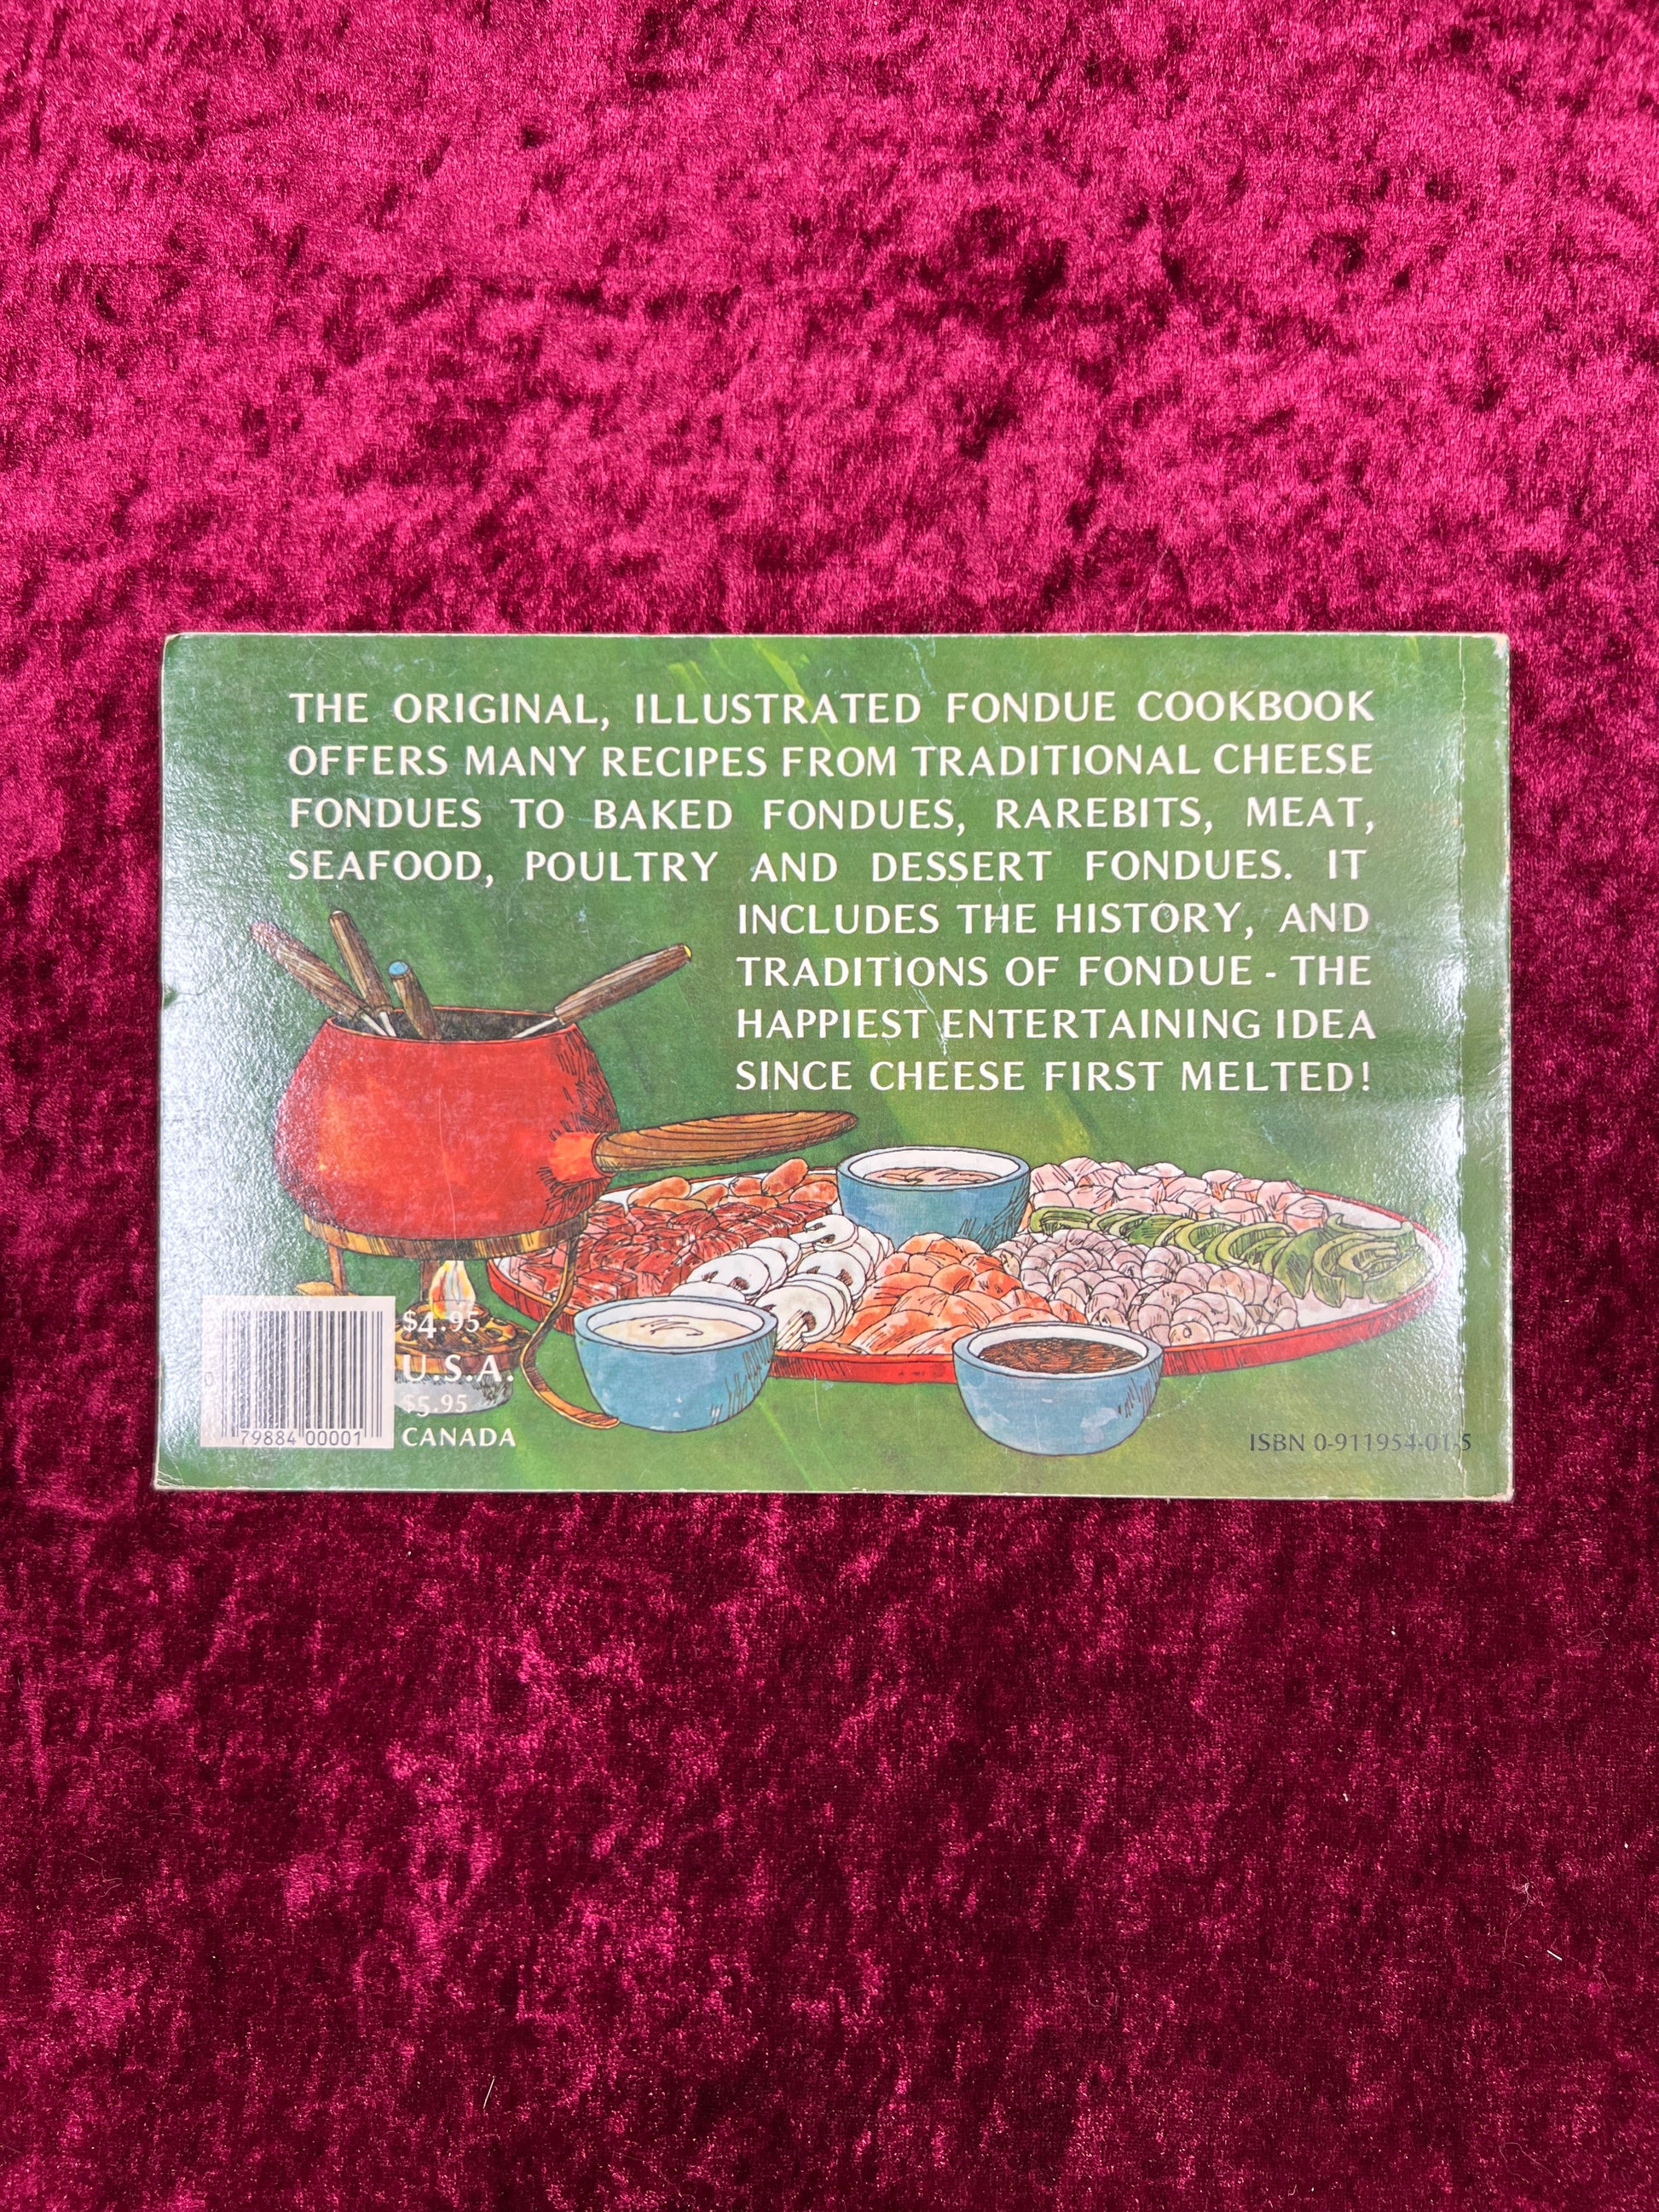 THE ORIGINAL, ILLUSTRATED FONDUE COOKBOOK
OFFERS MANY RECIPES FROM TRADITIONAL CHEESE
FONDUES TO BAKED FONDUES, RAREBITS, MEAT,
SEAFOOD, POULTRY AND DESSERT FONDUES. IT
INCLUDES THE HISTORY, AND
TRADITIONS OF FONDUE - THE
HAPPIEST ENTERTAINING IDEA
SINCE CHEESE FIRST MELTED!
$4.95
U.S.A.
$5.95
CANADA
0 79884 00001
ISBN 0-911954-01-5